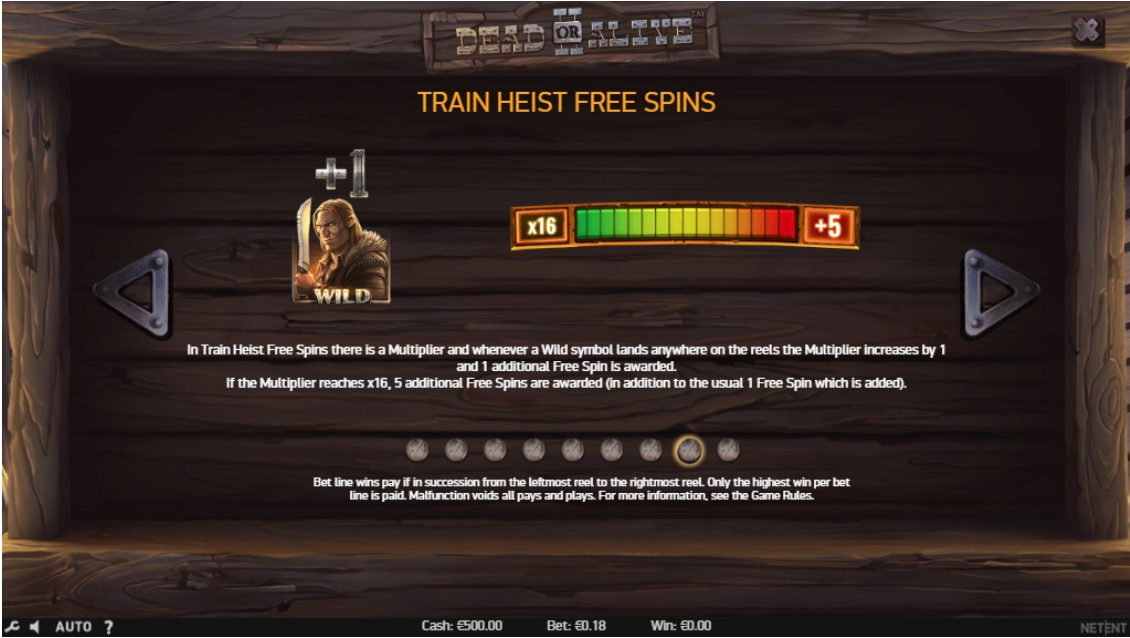 DEAD OR ALIVE™
TRAIN HEIST FREE SPINS
+1
WILD
x16
+5
In Train Heist Free Spins there is a Multiplier and whenever a Wild symbol lands anywhere on the reels the Multiplier increases by 1
and 1 additional Free Spin is awarded.
If the Multiplier reaches x16, 5 additional Free Spins are awarded (in addition to the usual 1 Free Spin which is added).
Bet line wins pay if in succession from the leftmost reel to the rightmost reel. Only the highest win per bet
line is paid. Malfunction voids all pays and plays. For more information, see the Game Rules.
AUTO ? Cash: €500.00 Bet: €0.18 Win: €0.00 NETENT